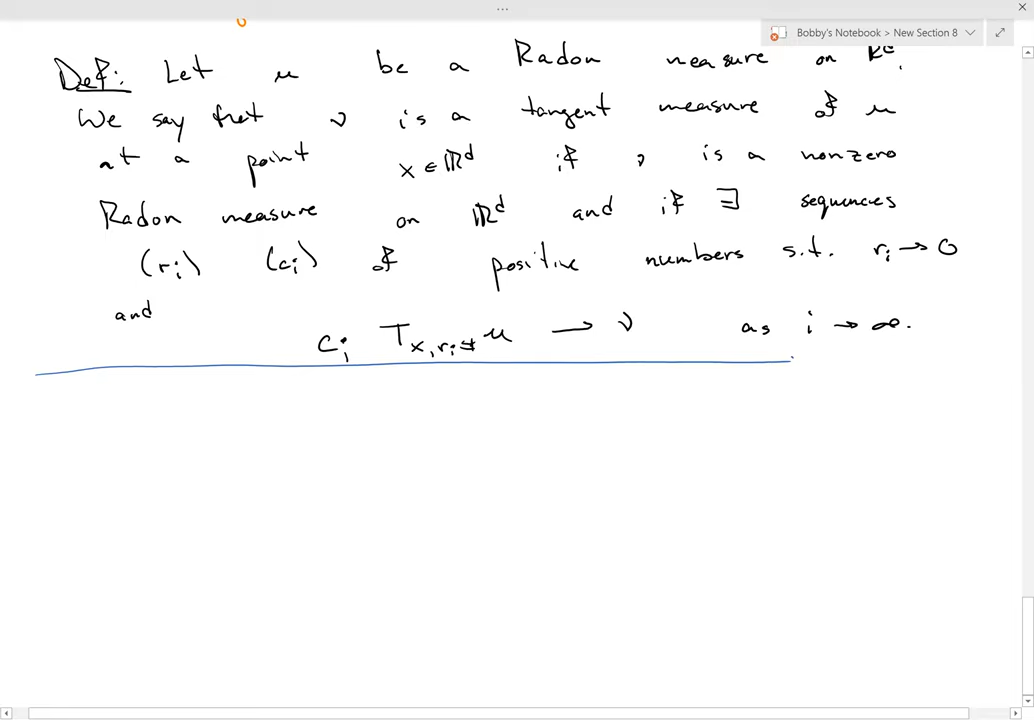 ...
Bobby's Notebook > New Section 8
Def: Let μ be a Radon measure on ℝᵈ.
We say that ν is a tangent measure of μ
at a point x ∈ ℝᵈ if ν is a nonzero
Radon measure on ℝᵈ and if ∃ sequences
(rᵢ) (cᵢ) of positive numbers s.t. rᵢ → 0
and
cᵢ T_{x,rᵢ#} μ → ν as i → ∞.